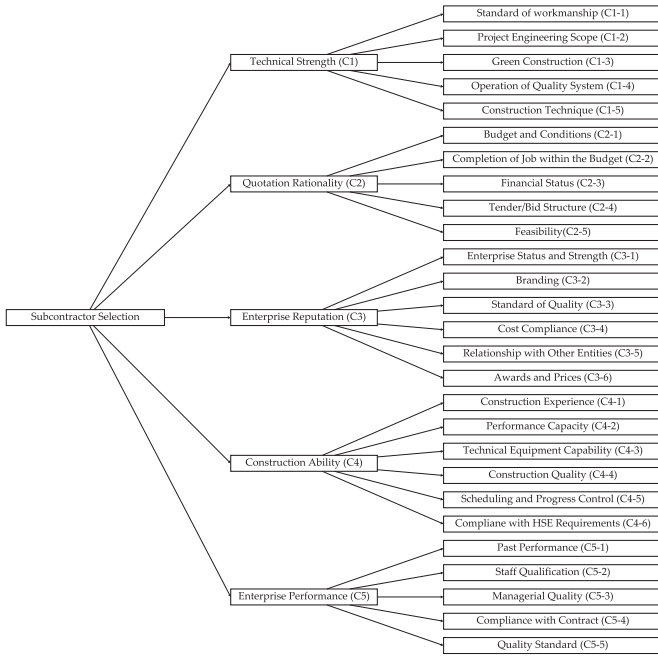 Standard of workmanship (C1-1)
Project Engineering Scope (C1-2)
Technical Strength (C1)
Green Construction (C1-3)
Operation of Quality System (C1-4)
Construction Technique (C1-5)
Budget and Conditions (C2-1)
Completion of Job within the Budget (C2-2)
Quotation Rationality (C2)
Financial Status (C2-3)
Tender/Bid Structure (C2-4)
Feasibility(C2-5)
Enterprise Status and Strength (C3-1)
Branding (C3-2)
Standard of Quality (C3-3)
Subcontractor Selection
Enterprise Reputation (C3)
Cost Compliance (C3-4)
Relationship with Other Entities (C3-5)
Awards and Prices (C3-6)
Construction Experience (C4-1)
Performance Capacity (C4-2)
Technical Equipment Capability (C4-3)
Construction Ability (C4)
Construction Quality (C4-4)
Scheduling and Progress Control (C4-5)
Compliane with HSE Requirements (C4-6)
Past Performance (C5-1)
Staff Qualification (C5-2)
Enterprise Performance (C5)
Managerial Quality (C5-3)
Compliance with Contract (C5-4)
Quality Standard (C5-5)